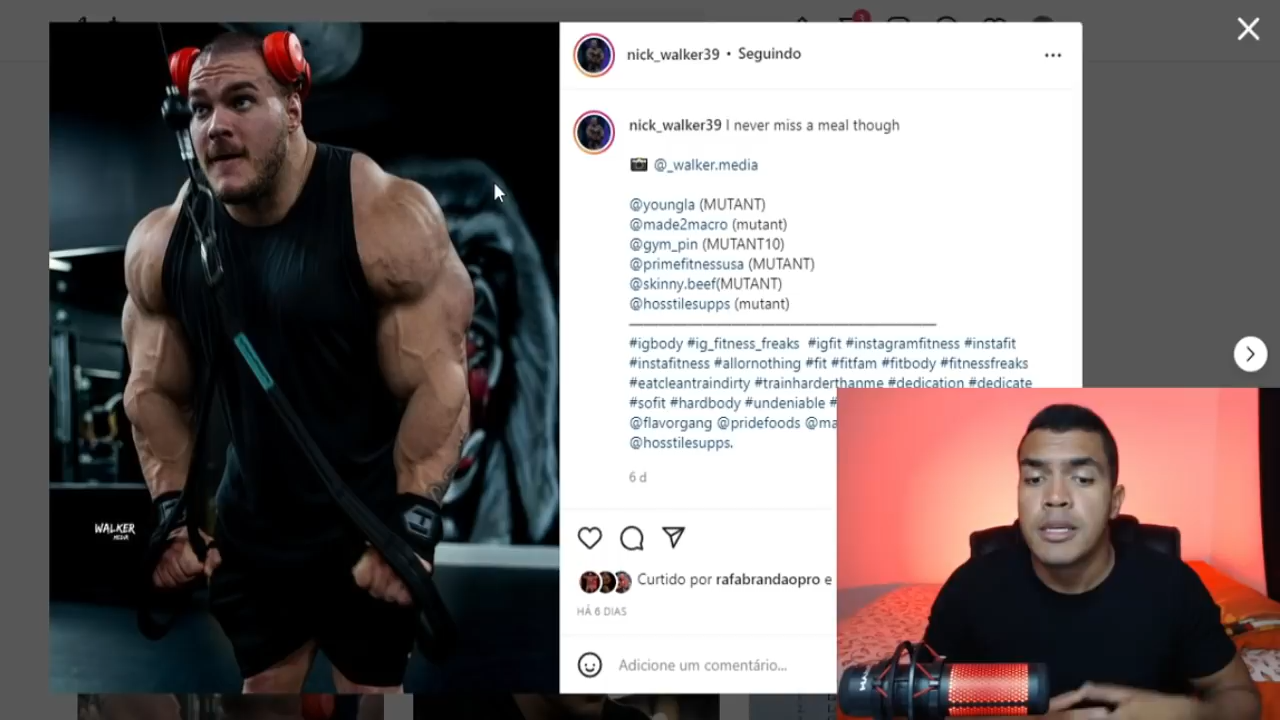 nick_walker39 • Seguindo
nick_walker39 I never miss a meal though
@_walker.media
@youngla (MUTANT)
@made2macro (mutant)
@gym_pin (MUTANT10)
@primefitnessusa (MUTANT)
@skinny.beef(MUTANT)
@hosstilesupps (mutant)
#igbody #ig_fitness_freaks #igfit #instagramfitness #instafit
#instafitness #allornothing #fit #fitfam #fitbody #fitnessfreaks
#eatcleantraindirty #trainharderthanme #dedication #dedicate
#sofit #hardbody #undeniable #
@flavorgang @pridefoods @ma
@hosstilesupps.
6 d
Curtido por rafabrandaopro e
HÁ 6 DIAS
Adicione um comentário...
WALKER
MEDIA